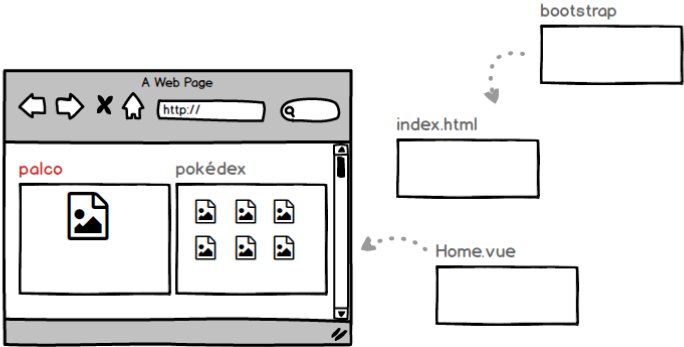 bootstrap
A Web Page
http://
index.html
palco
pokédex
Home.vue